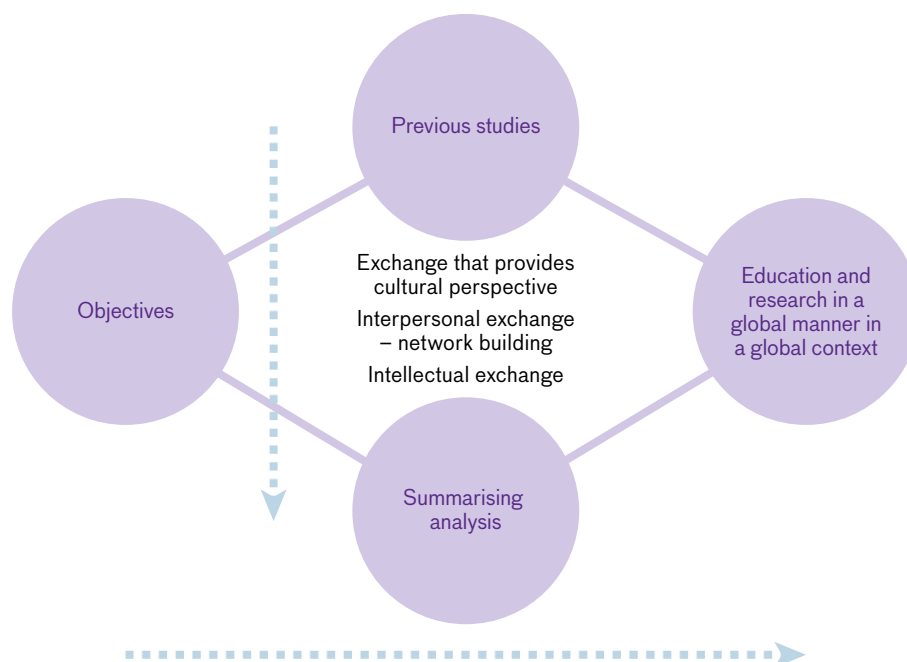 Previous studies
Objectives
Exchange that provides
cultural perspective
Interpersonal exchange
– network building
Intellectual exchange
Education and
research in a
global manner in
a global context
Summarising
analysis